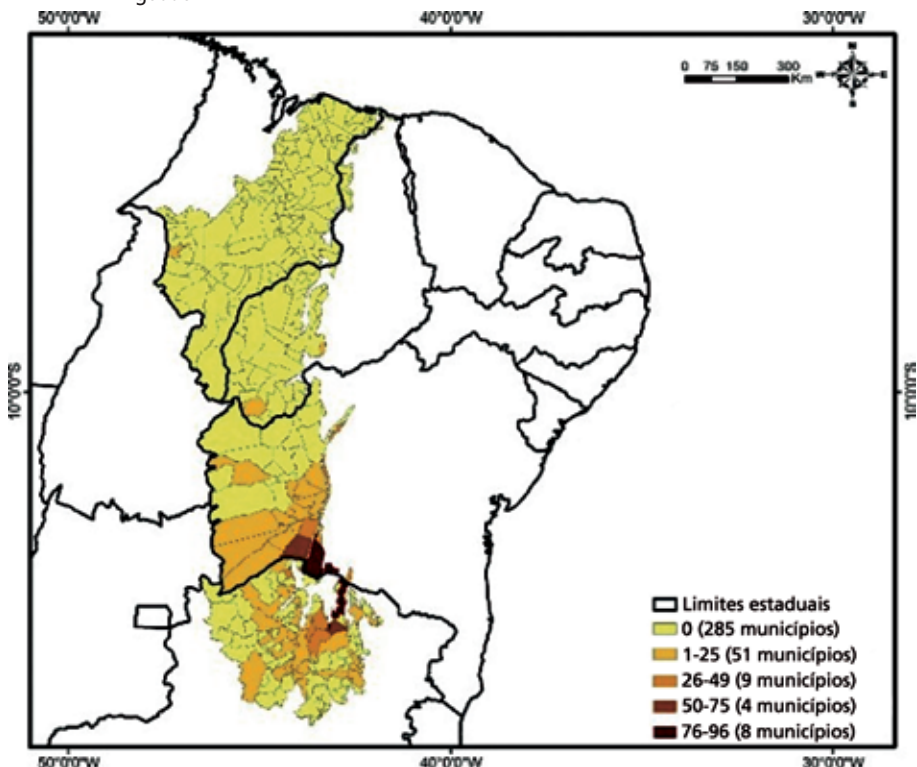 50°0'0"W 40°0'0"W 30°0'0"W
N
0 75 150 300
Km
W E
S
10°0'0"S 10°0'0"S
Limites estaduais
0 (285 municípios)
1-25 (51 municípios)
26-49 (9 municípios)
50-75 (4 municípios)
76-96 (8 municípios)
50°0'0"W 40°0'0"W 30°0'0"W